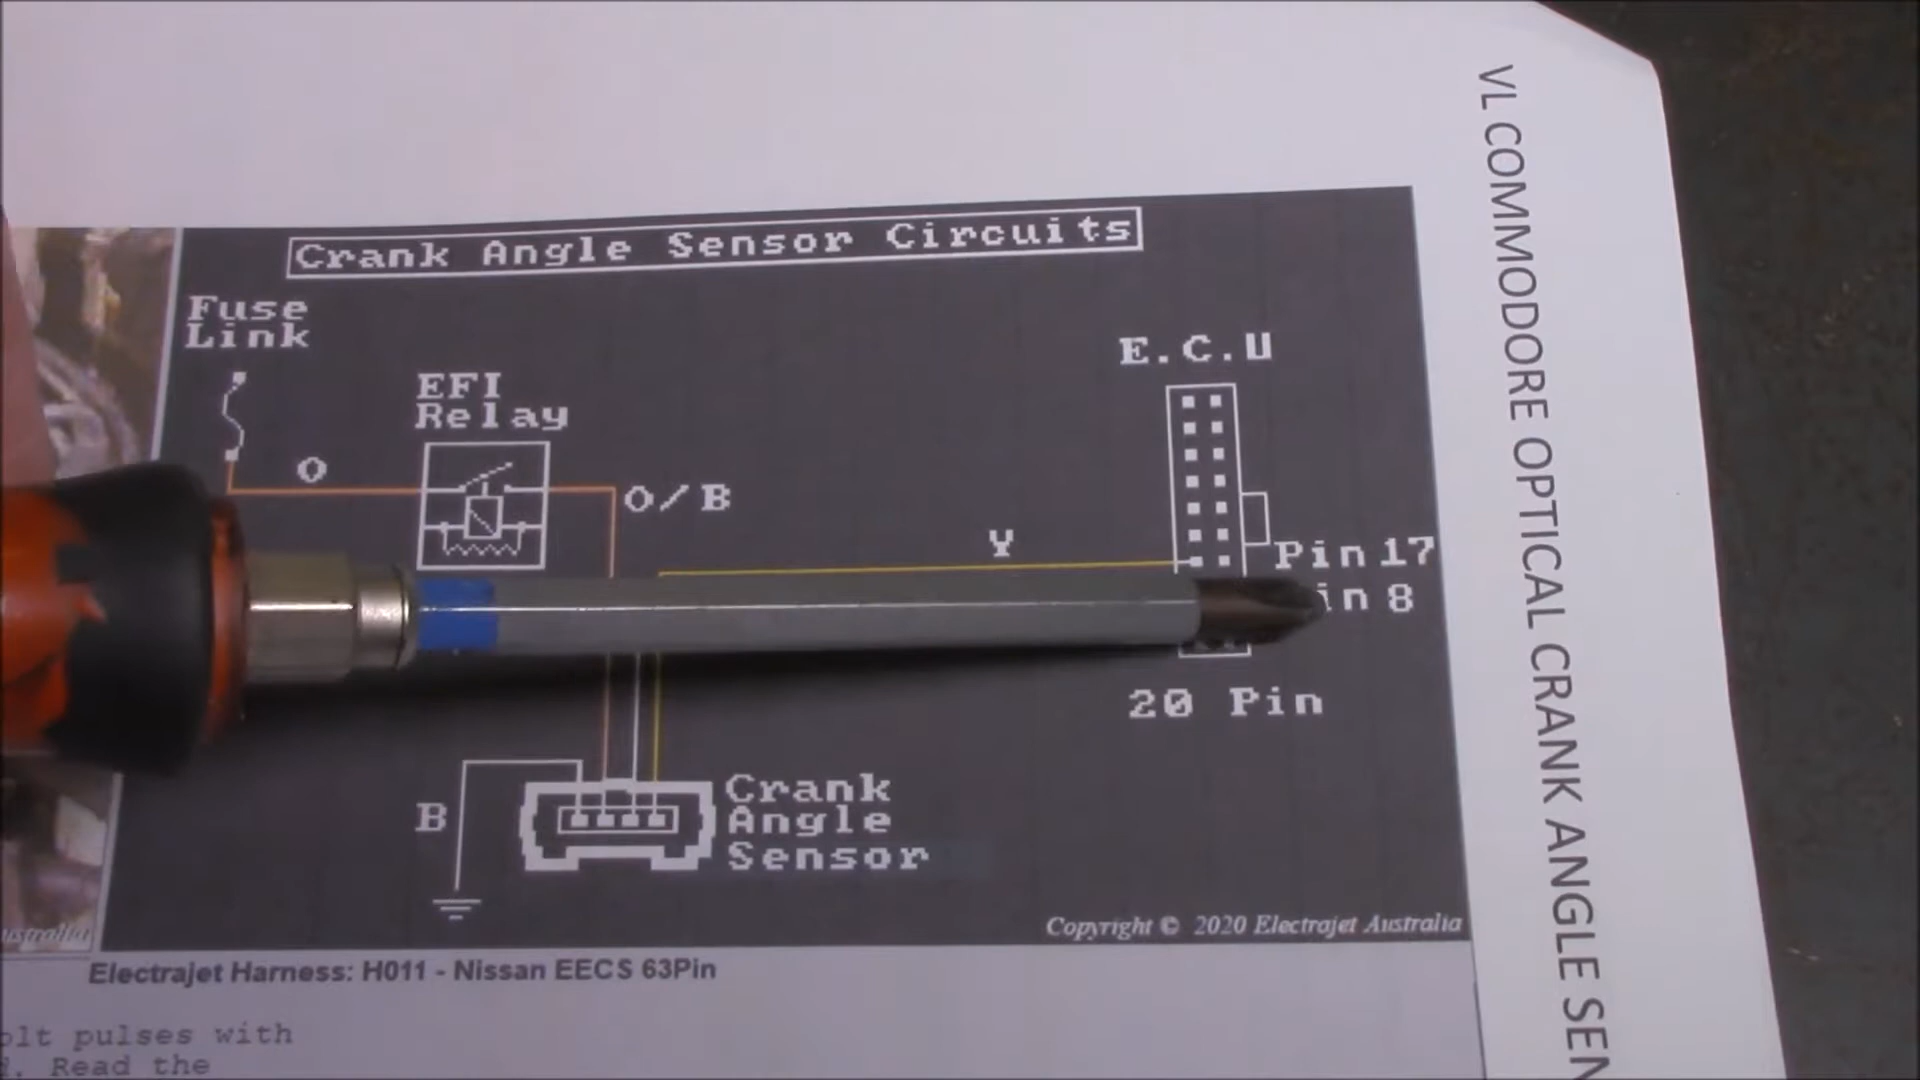 Crank Angle Sensor Circuits
Fuse
Link
EFI
Relay
E.C.U
O
O/B
Y
Pin 17
in 8
20 Pin
B
Crank
Angle
Sensor
Copyright © 2020 Electrajet Australia
ustralia
Electrajet Harness: H011 - Nissan EECS 63Pin
olt pulses with
. Read the
VL COMMODORE OPTICAL CRANK ANGLE SEN